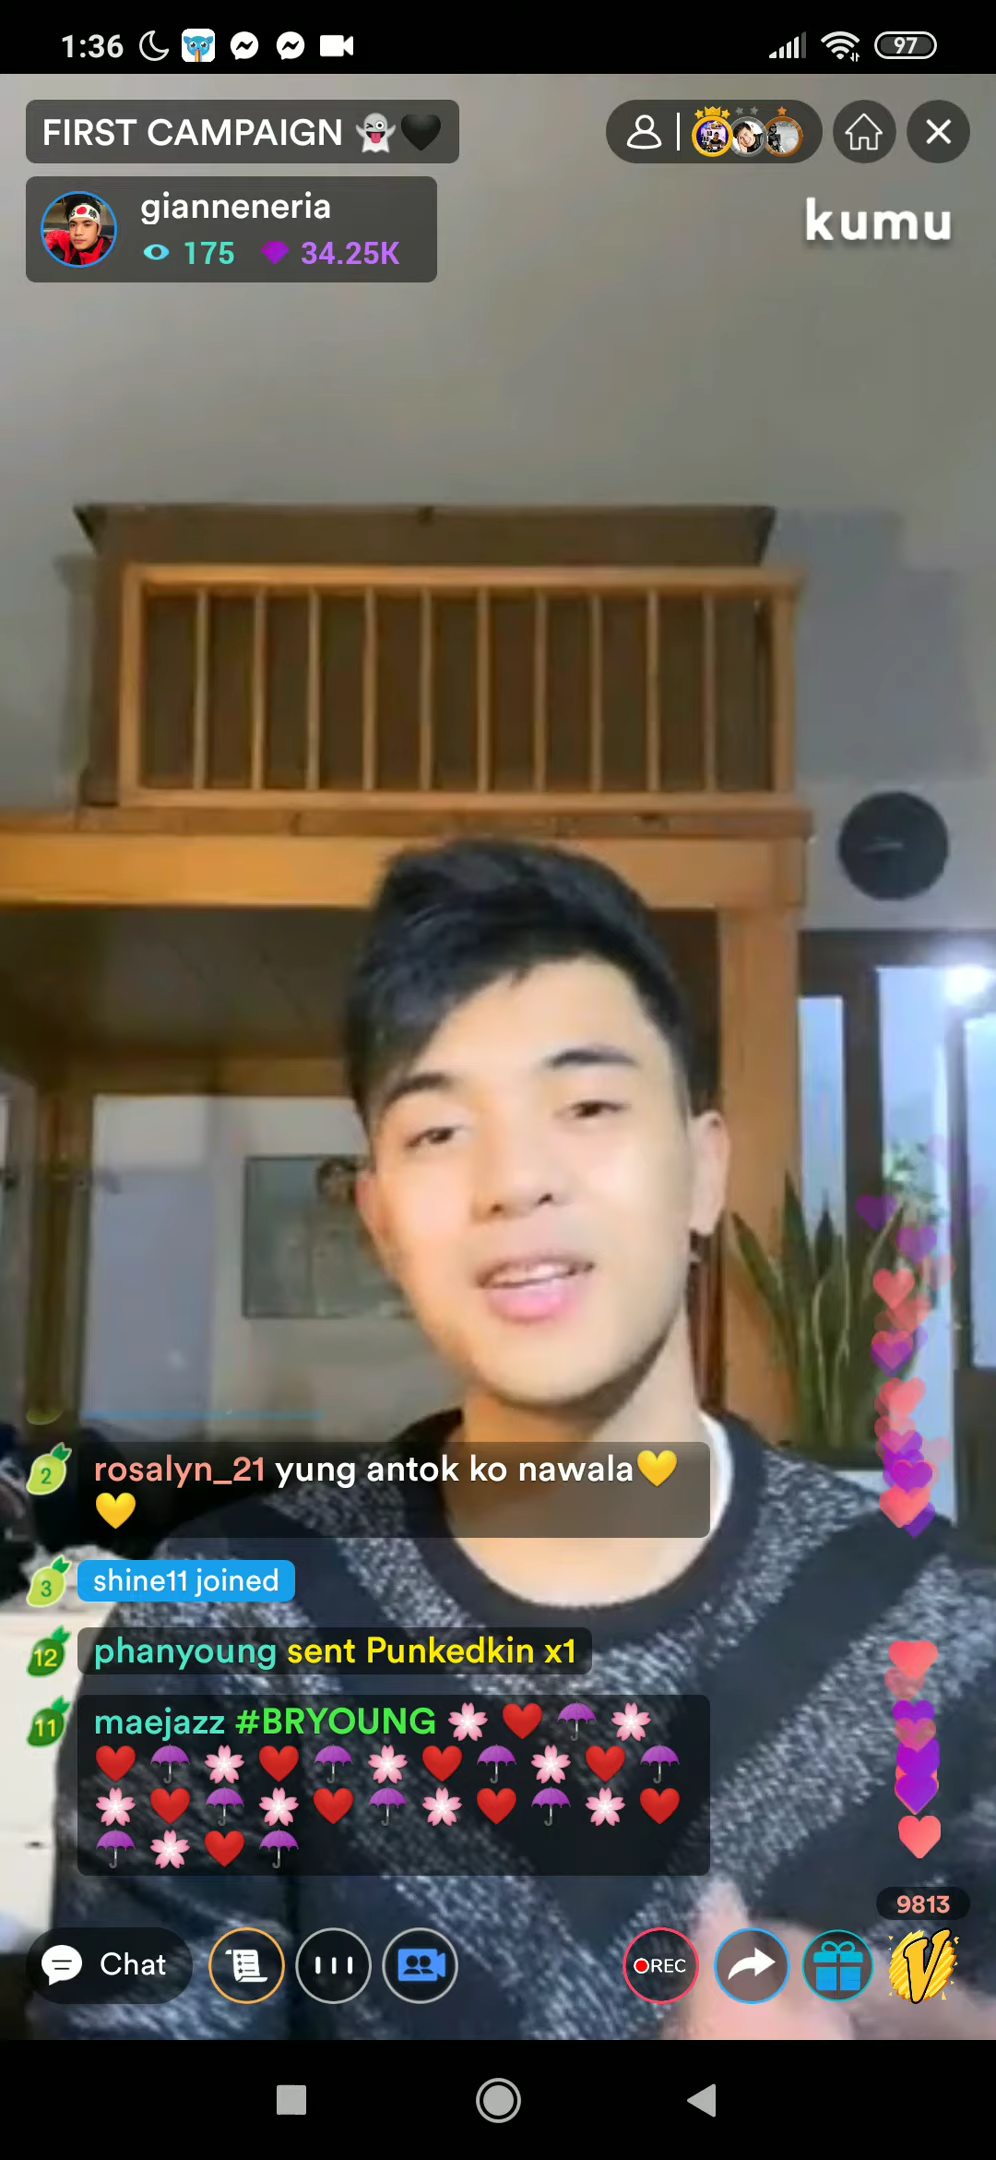 1:36
97
FIRST CAMPAIGN 👻🖤
gianneneria
175 34.25K
kumu
2 rosalyn_21 yung antok ko nawala💛
💛
3 shine11 joined
12 phanyoung sent Punkedkin x1
11 maejazz #BRYOUNG 🌸 ❤️ ☂️ 🌸
❤️ ☂️ 🌸 ❤️ ☂️ 🌸 ❤️ ☂️ 🌸 ❤️ ☂️
🌸 ❤️ ☂️ 🌸 ❤️ ☂️ 🌸 ❤️ ☂️ 🌸 ❤️
☂️ 🌸 ❤️ ☂️
9813
Chat
REC
V